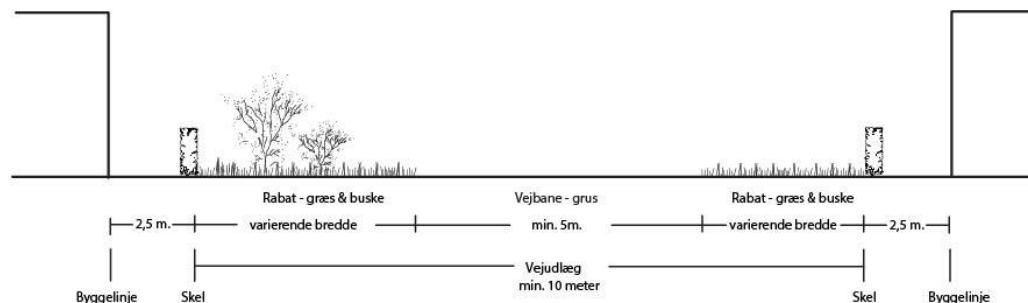 Rabat - græs & buske Vejbane - grus Rabat - græs & buske
2,5 m. varierende bredde min. 5m. varierende bredde 2,5 m.
Vejudlæg
min. 10 meter
Byggelinje Skel Skel Byggelinje